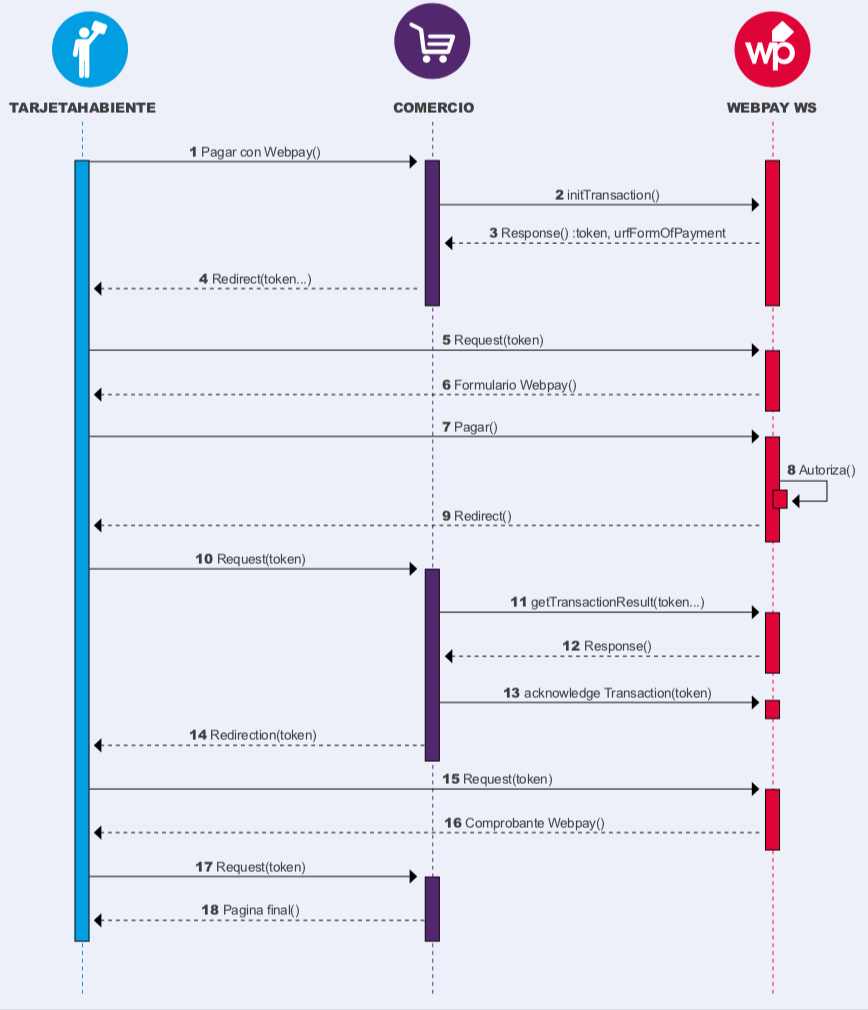 wp
TARJETAHABIENTE
COMERCIO
WEBPAY WS
1 Pagar con Webpay()
2 initTransaction()
3 Response() :token, urfFormOfPayment
4 Redirect(token...)
5 Request(token)
6 Formulario Webpay()
7 Pagar()
8 Autoriza()
9 Redirect()
10 Request(token)
11 getTransactionResult(token...)
12 Response()
13 acknowledge Transaction(token)
14 Redirection(token)
15 Request(token)
16 Comprobante Webpay()
17 Request(token)
18 Pagina final()